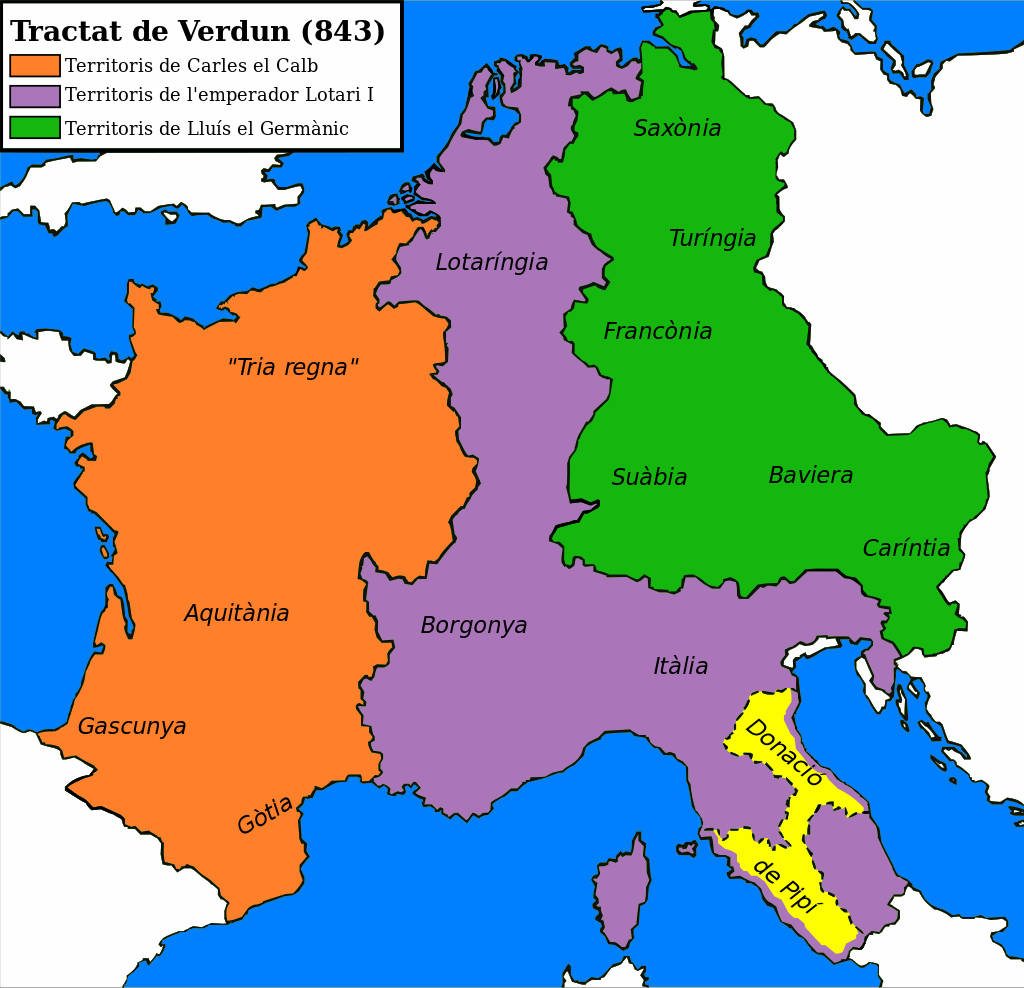 Tractat de Verdun (843)
Territoris de Carles el Calb
Territoris de l'emperador Lotari I
Territoris de Lluís el Germànic
Saxònia
Turíngia
Lotaríngia
Francònia
"Tria regna"
Suàbia
Baviera
Caríntia
Aquitània
Borgonya
Itàlia
Gascunya
Donació
Gòtia
de Pipí